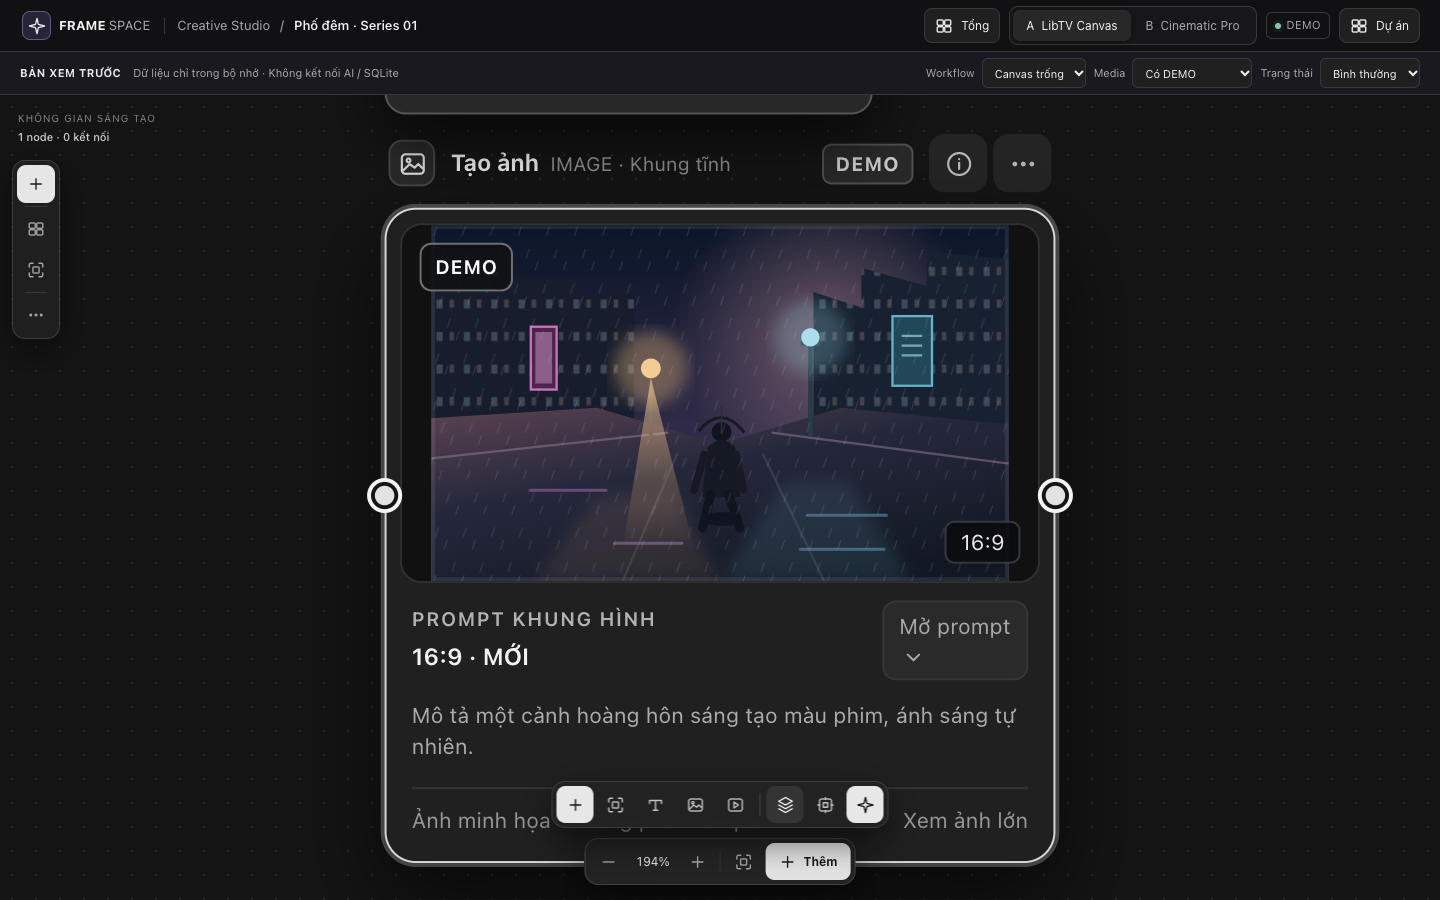 FRAME SPACE
Creative Studio / Phố đêm · Series 01
Tổng
A LibTV Canvas
B Cinematic Pro
DEMO
Dự án
BẢN XEM TRƯỚC
Dữ liệu chỉ trong bộ nhớ · Không kết nối AI / SQLite
Workflow
Canvas trống
Media
Có DEMO
Trạng thái
Bình thường
KHÔNG GIAN SÁNG TẠO
1 node · 0 kết nối
Tạo ảnh
IMAGE · Khung tĩnh
DEMO
DEMO
16:9
PROMPT KHUNG HÌNH
16:9 · MỚI
Mở prompt
Mô tả một cảnh hoàng hôn sáng tạo màu phim, ánh sáng tự
nhiên.
Ảnh minh họa
Xem ảnh lớn
194%
Thêm